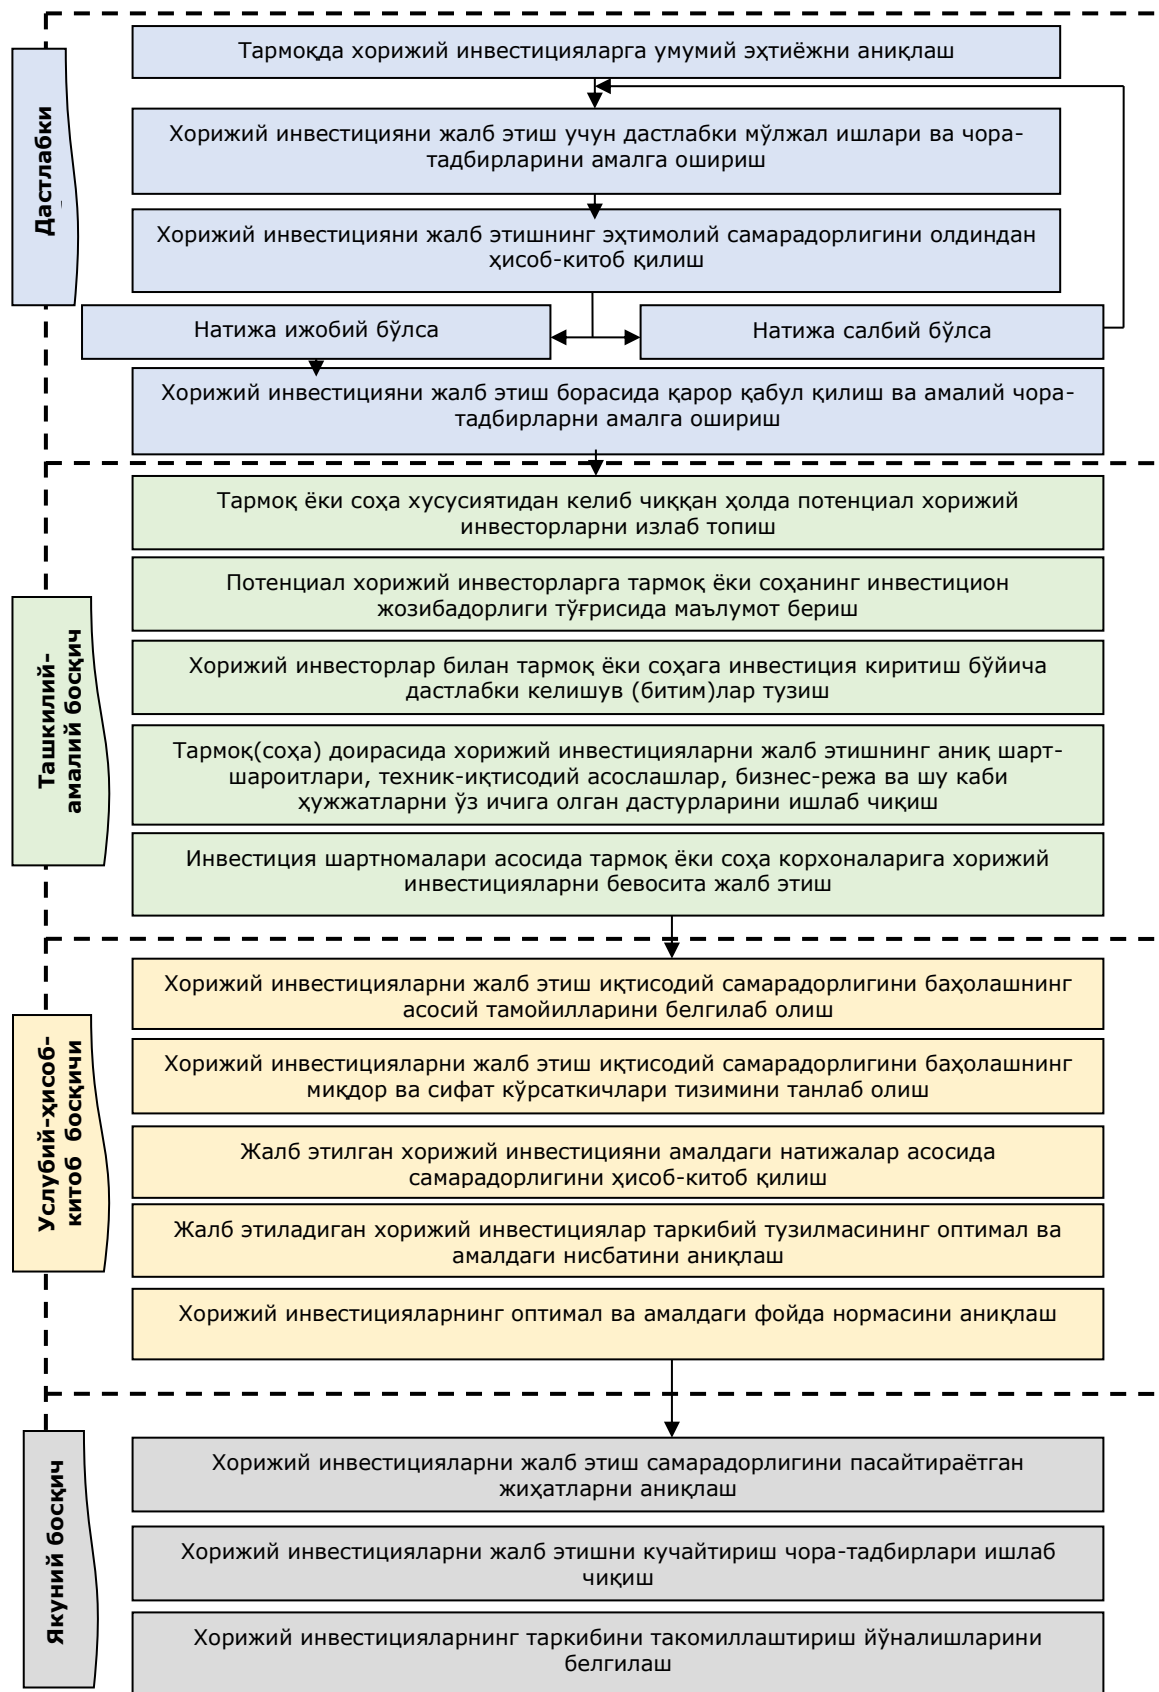 Дастлабки
Тармоқда хорижий инвестицияларга умумий эҳтиёжни аниқлаш
Хорижий инвестицияни жалб этиш учун дастлабки мўлжал ишлари ва чора-
тадбирларини амалга ошириш
Хорижий инвестицияни жалб этишнинг эҳтимолий самарадорлигини олдиндан
ҳисоб-китоб қилиш
Натижа ижобий бўлса
Натижа салбий бўлса
Хорижий инвестицияни жалб этиш борасида қарор қабул қилиш ва амалий чора-
тадбирларни амалга ошириш
Ташкилий-
амалий босқич
Тармоқ ёки соҳа хусусиятидан келиб чиққан ҳолда потенциал хорижий
инвесторларни излаб топиш
Потенциал хорижий инвесторларга тармоқ ёки соҳанинг инвестицион
жозибадорлиги тўғрисида маълумот бериш
Хорижий инвесторлар билан тармоқ ёки соҳага инвестиция киритиш бўйича
дастлабки келишув (битим)лар тузиш
Тармоқ(соҳа) доирасида хорижий инвестицияларни жалб этишнинг аниқ шарт-
шароитлари, техник-иқтисодий асослашлар, бизнес-режа ва шу каби
ҳужжатларни ўз ичига олган дастурларини ишлаб чиқиш
Инвестиция шартномалари асосида тармоқ ёки соҳа корхоналарига хорижий
инвестицияларни бевосита жалб этиш
Услубий-ҳисоб-
китоб босқичи
Хорижий инвестицияларни жалб этиш иқтисодий самарадорлигини баҳолашнинг
асосий тамойилларини белгилаб олиш
Хорижий инвестицияларни жалб этиш иқтисодий самарадорлигини баҳолашнинг
миқдор ва сифат кўрсаткичлари тизимини танлаб олиш
Жалб этилган хорижий инвестицияни амалдаги натижалар асосида
самарадорлигини ҳисоб-китоб қилиш
Жалб этиладиган хорижий инвестициялар таркибий тузилмасининг оптимал ва
амалдаги нисбатини аниқлаш
Хорижий инвестицияларнинг оптимал ва амалдаги фойда нормасини аниқлаш
Якуний босқич
Хорижий инвестицияларни жалб этиш самарадорлигини пасайтираётган
жиҳатларни аниқлаш
Хорижий инвестицияларни жалб этишни кучайтириш чора-тадбирлари ишлаб
чиқиш
Хорижий инвестицияларнинг таркибини такомиллаштириш йўналишларини
белгилаш